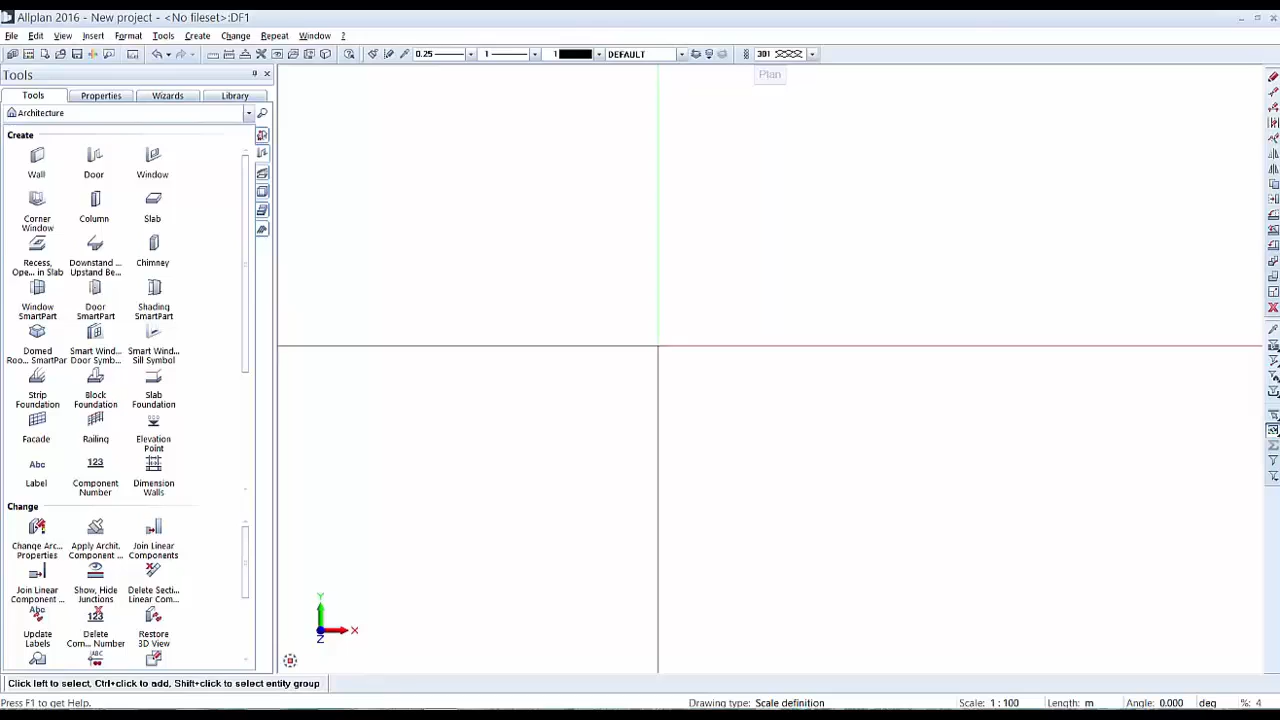 Allplan 2016 - New project - <No fileset>:DF1
File Edit View Insert Format Tools Create Change Repeat Window ?
0.25 1 1 DEFAULT 301
Tools
Plan
Tools Properties Wizards Library
Architecture
Create
Wall Door Window
Corner Window
Column
Slab
Recess, Ope... in Slab
Downstand ... Upstand Be...
Chimney
Window SmartPart
Door SmartPart
Shading SmartPart
Domed Roo... SmartPar
Smart Wind... Door Symb...
Smart Wind... Sill Symbol
Strip Foundation
Block Foundation
Slab Foundation
Facade
Railing
Elevation Point
Abc 123
Label
Component Number
Dimension Walls
Change
Change Arc... Properties
Apply Archit. Component ...
Join Linear Components
Join Linear Component ...
Show, Hide Junctions
Delete Secti... Linear Com...
Abc 123
Update Labels
Delete Com... Number
Restore 3D View
ABC
Y
X
Z
Click left to select, Ctrl+click to add, Shift+click to select entity group
Press F1 to get Help. Drawing type: Scale definition Scale: 1 : 100 Length: m Angle: 0.000 deg %: 4